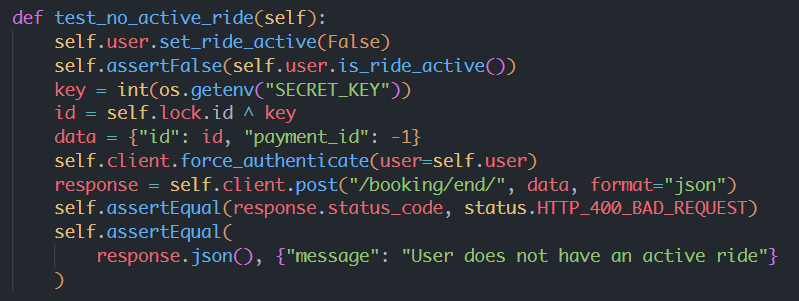 def test_no_active_ride(self):
    self.user.set_ride_active(False)
    self.assertFalse(self.user.is_ride_active())
    key = int(os.getenv("SECRET_KEY"))
    id = self.lock.id ^ key
    data = {"id": id, "payment_id": -1}
    self.client.force_authenticate(user=self.user)
    response = self.client.post("/booking/end/", data, format="json")
    self.assertEqual(response.status_code, status.HTTP_400_BAD_REQUEST)
    self.assertEqual(
        response.json(), {"message": "User does not have an active ride"}
    )